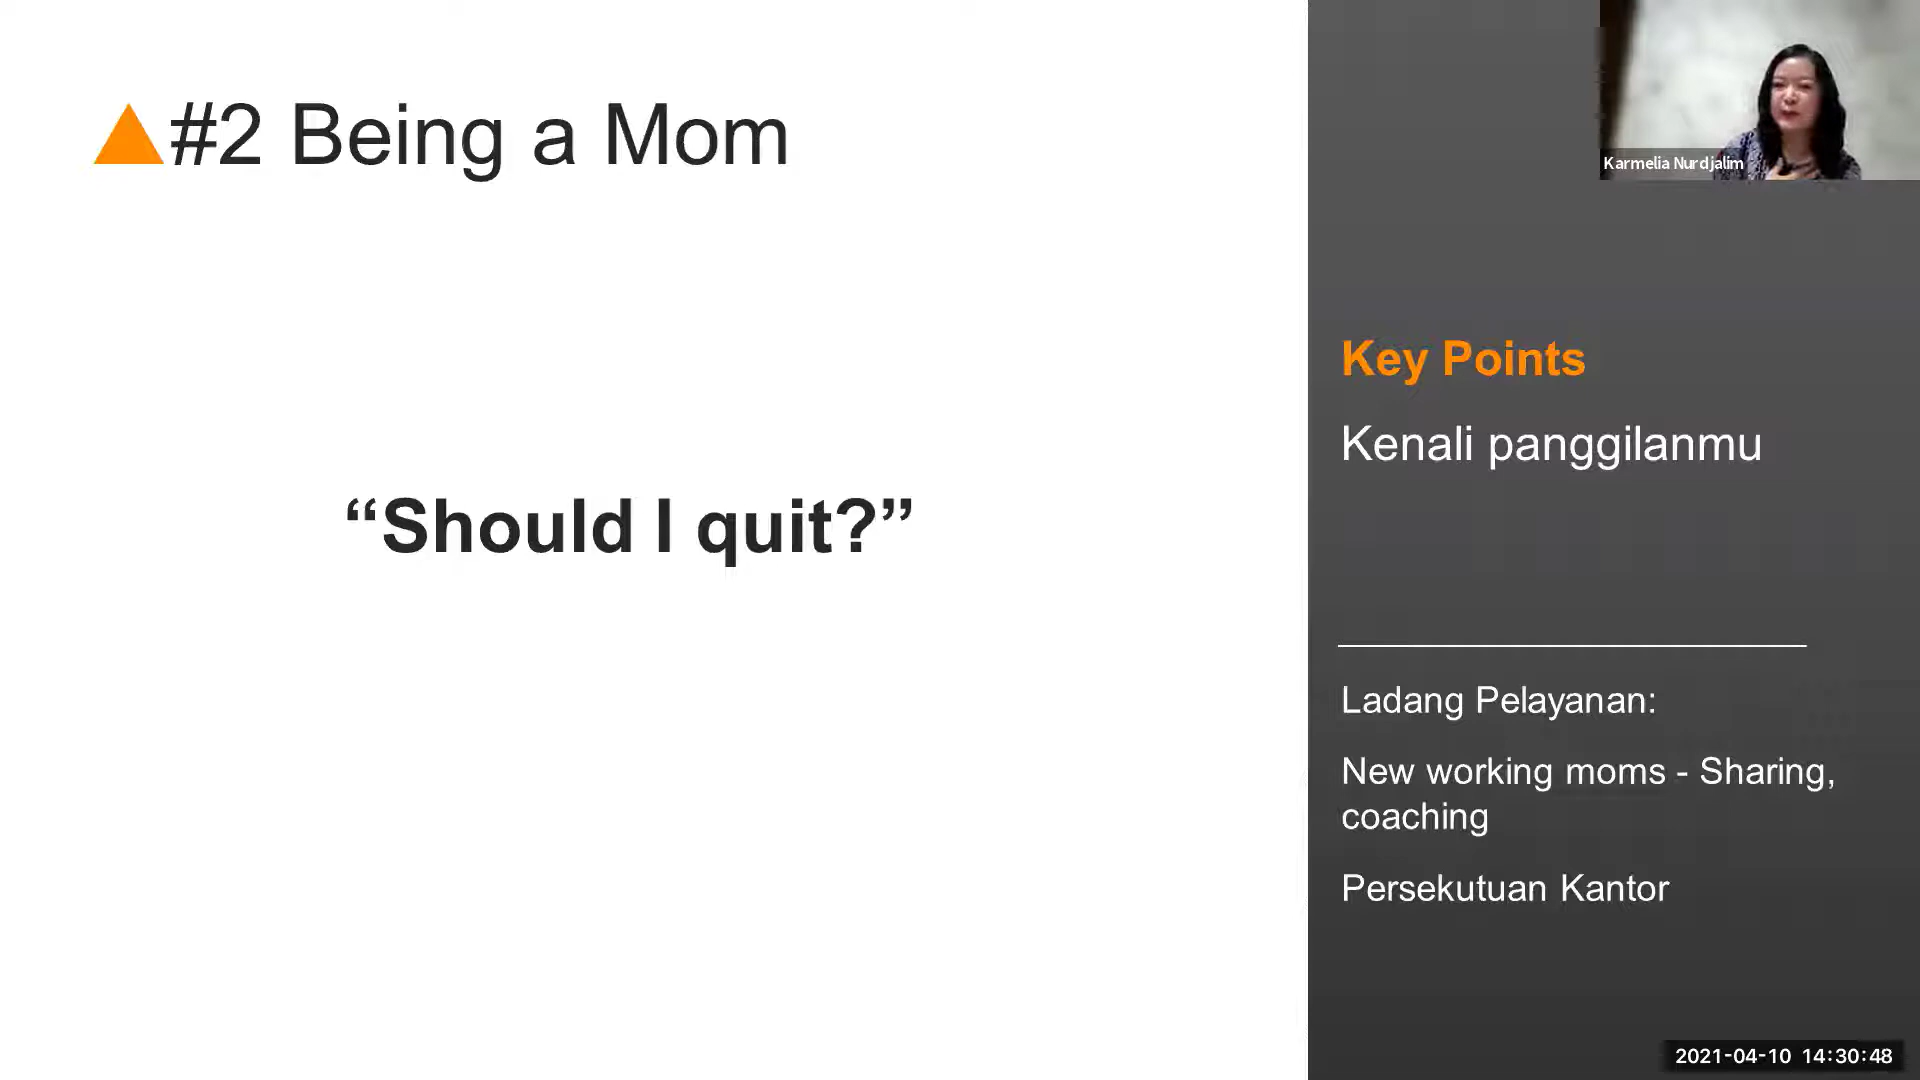 #2 Being a Mom
“Should I quit?”
Karmelia Nurdjalim
Key Points
Kenali panggilanmu
Ladang Pelayanan:
New working moms - Sharing,
coaching
Persekutuan Kantor
2021-04-10 14:30:48